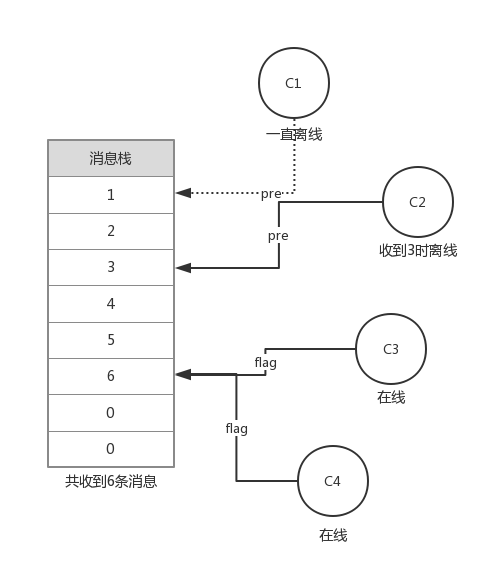 C1
一直离线
消息栈
1
pre
C2
2
pre
收到3时离线
3
4
C3
5
flag
6
在线
0
flag
0
C4
共收到6条消息
在线